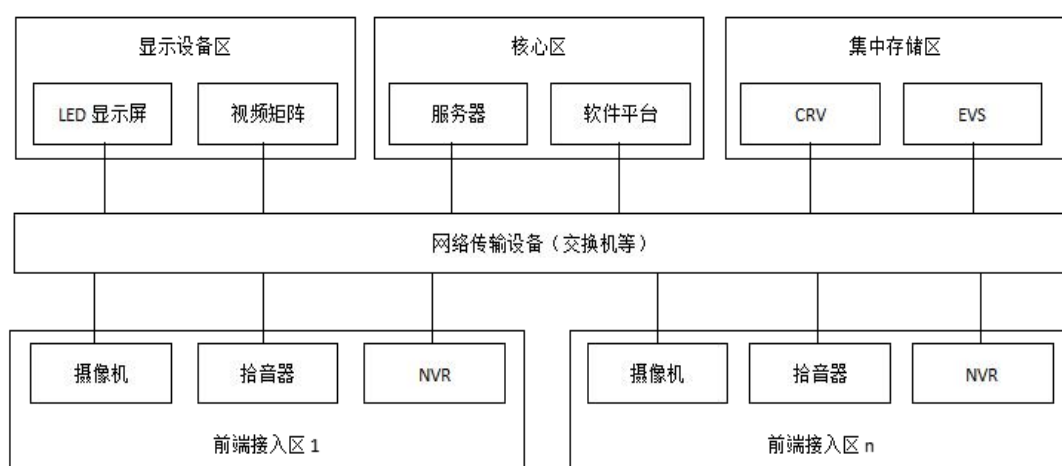 显示设备区
核心区
集中存储区
LED 显示屏
视频矩阵
服务器
软件平台
CRV
EVS
网络传输设备（交换机等）
摄像机
拾音器
NVR
摄像机
拾音器
NVR
前端接入区 1
前端接入区 n